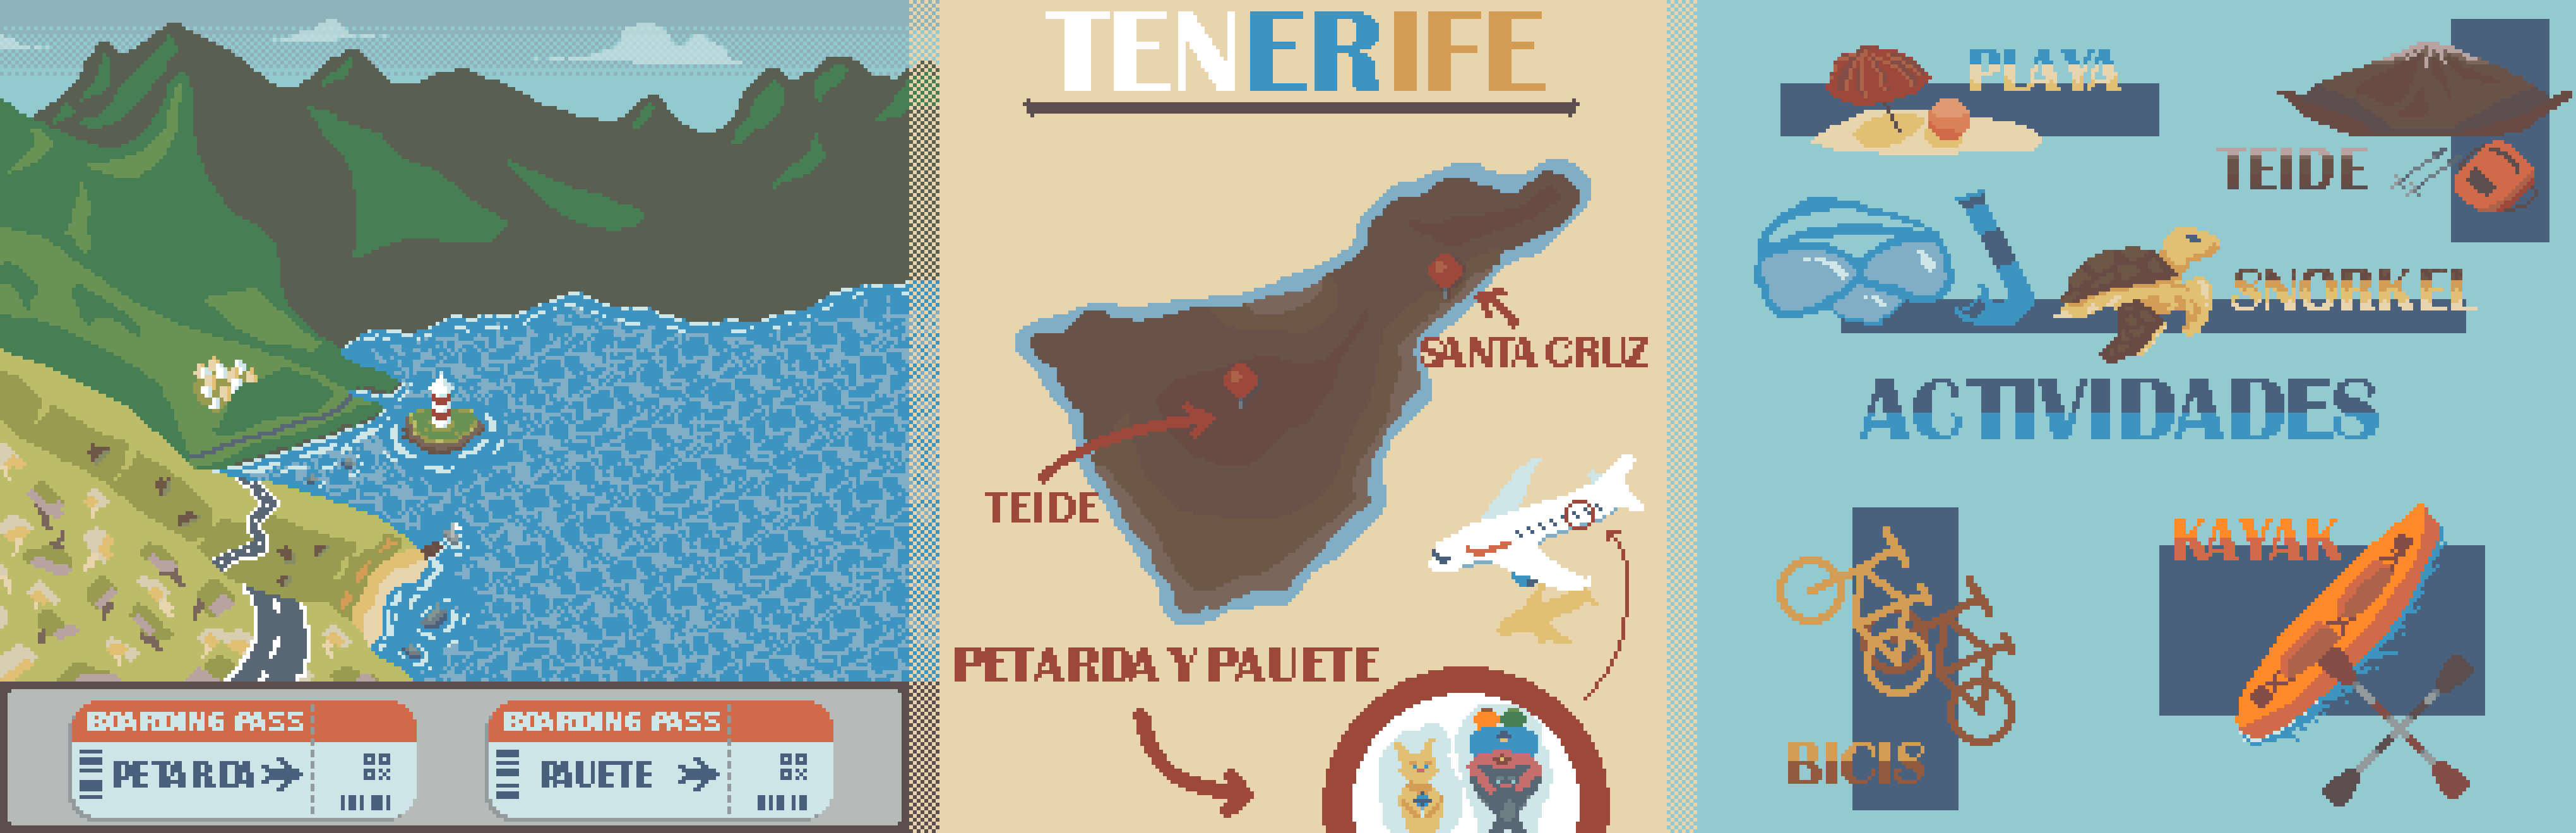 BOARDING PASS
PETARDA
BOARDING PASS
PAUETE
TENERIFE
SANTA CRUZ
TEIDE
PETARDA Y PAUETE
PLAYA
TEIDE
SNORKEL
ACTIVIDADES
KAYAK
BICIS